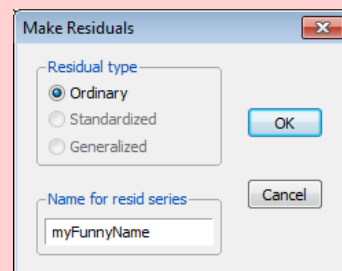 Make Residuals
Residual type
Ordinary
Standardized
Generalized
OK
Name for resid series
myFunnyName
Cancel